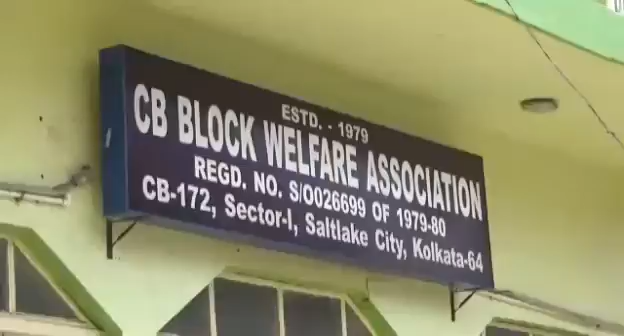 ESTD. - 1979
CB BLOCK WELFARE ASSOCIATION
REGD. NO. S/0026699 OF 1979-80
CB-172, Sector-I, Saltlake City, Kolkata-64